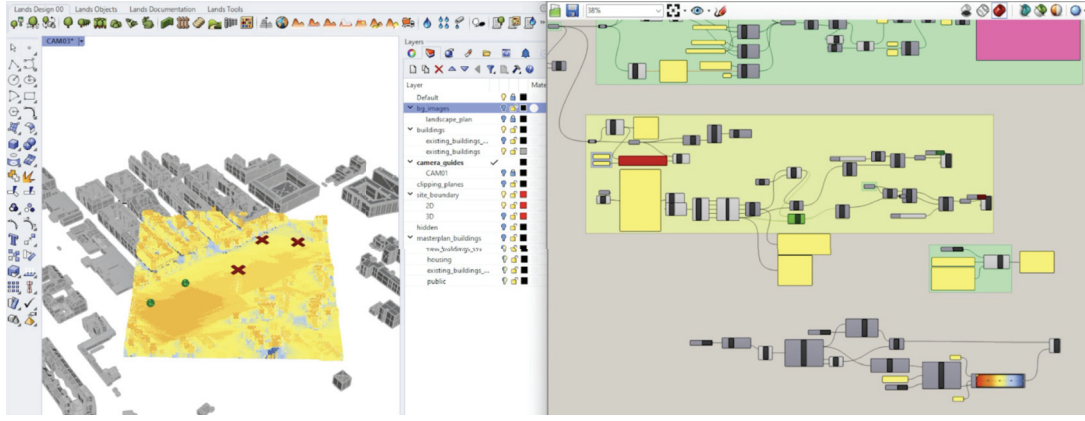 Lands Design 00 Lands Objects Lands Documentation Lands Tools
CAM03*
38%
Layers
Layer Mate
Default
bg_images
landscape_plan
buildings
existing_buildings_...
existing_buildings
camera_guides
CAM01
clipping_planes
site_boundary
2D
3D
hidden
masterplan_buildings
housing
existing_buildings_...
public